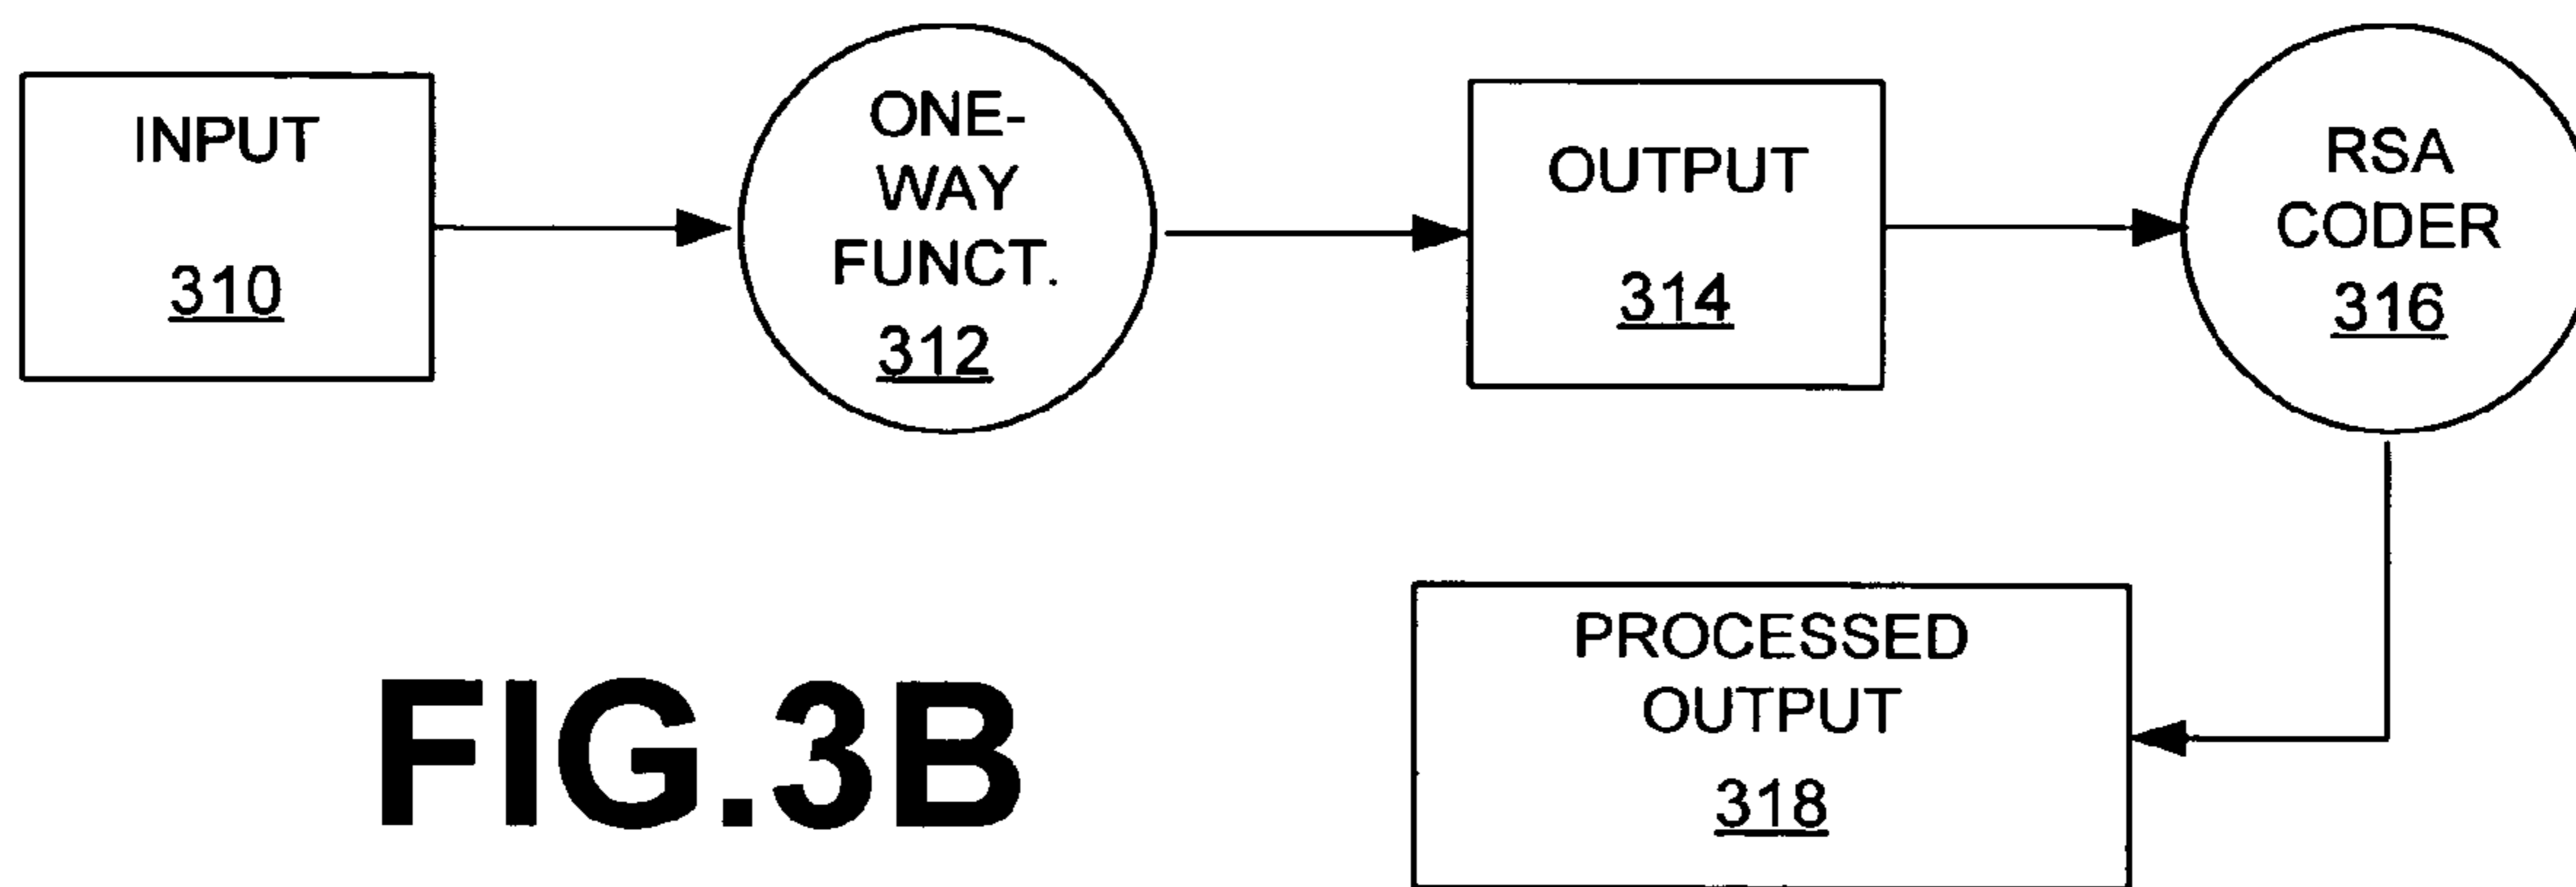 INPUT
310
ONE-
WAY
FUNCT.
312
OUTPUT
314
RSA
CODER
316
PROCESSED
OUTPUT
318
FIG.3B